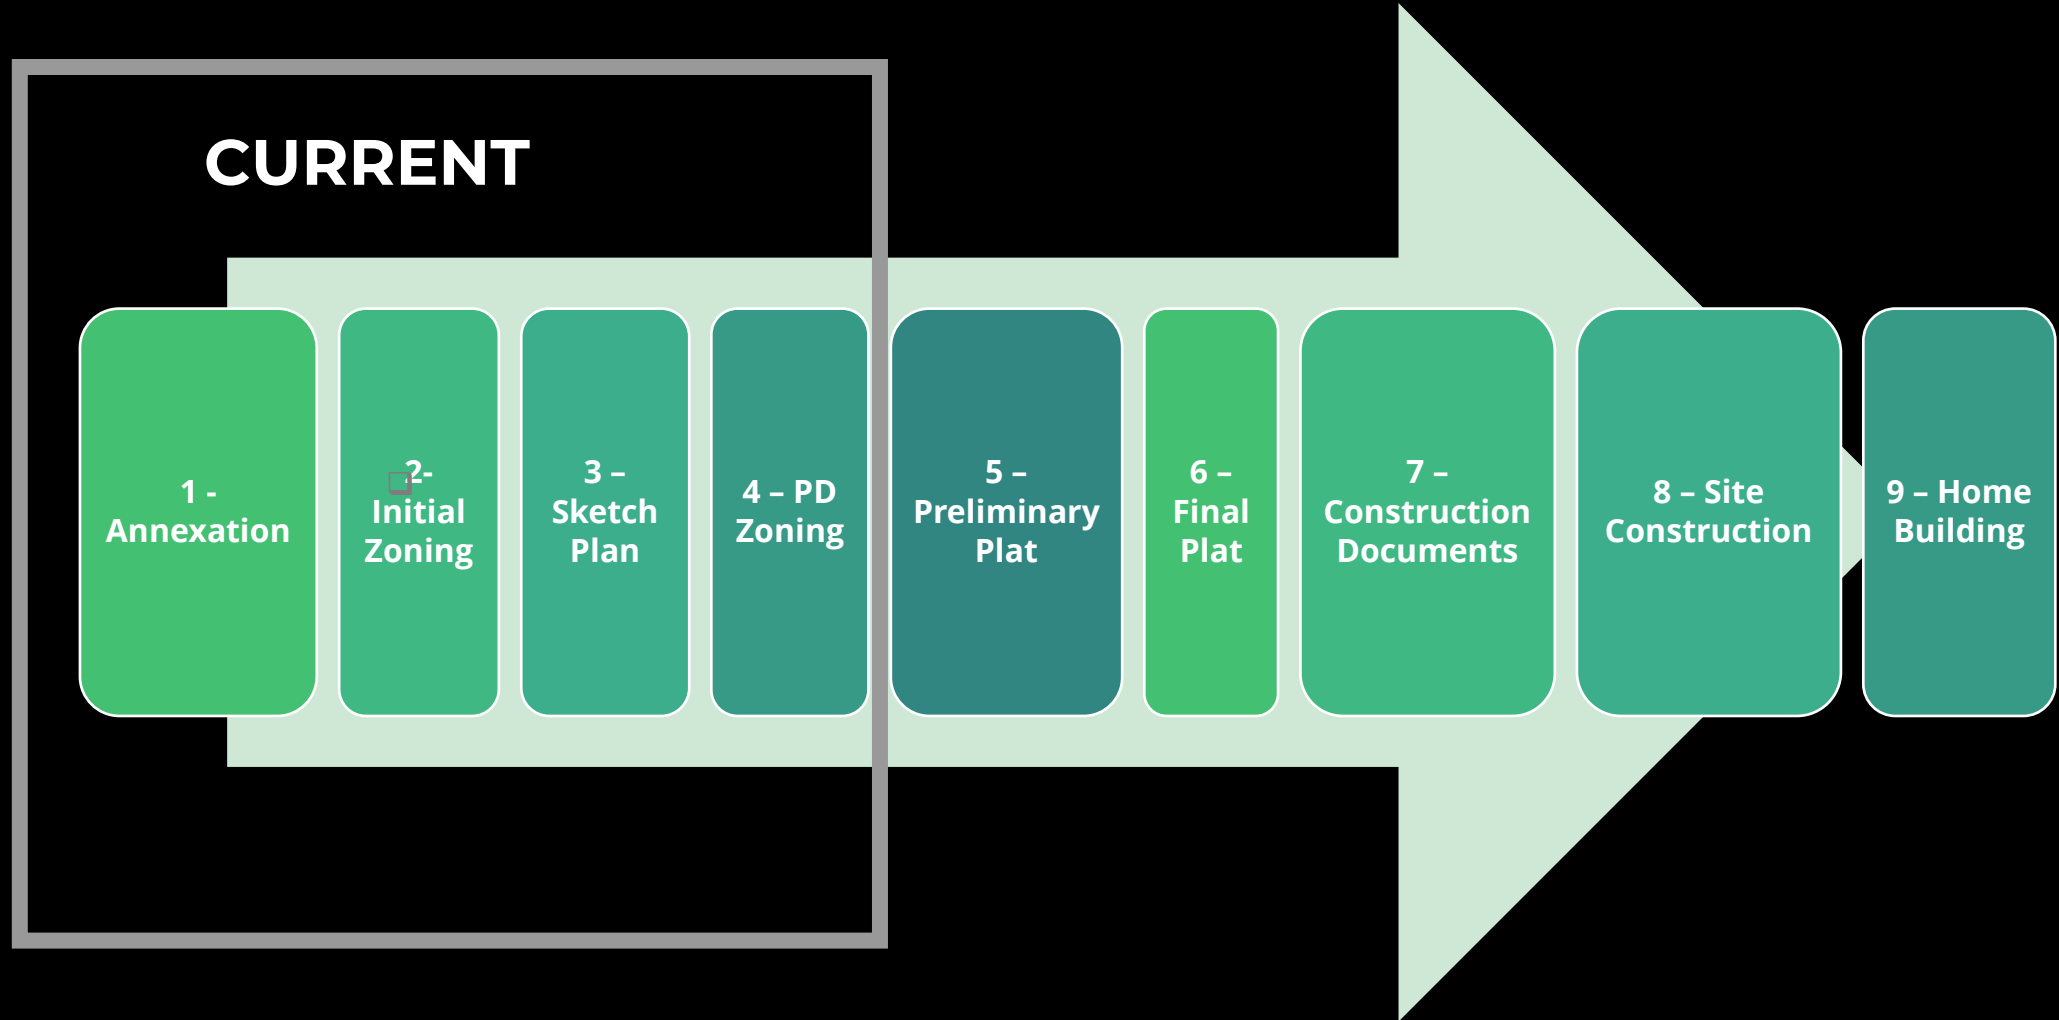 CURRENT
1 -
Annexation
2-
Initial
Zoning
3 –
Sketch
Plan
4 – PD
Zoning
5 –
Preliminary
Plat
6 –
Final
Plat
7 –
Construction
Documents
8 – Site
Construction
9 – Home
Building